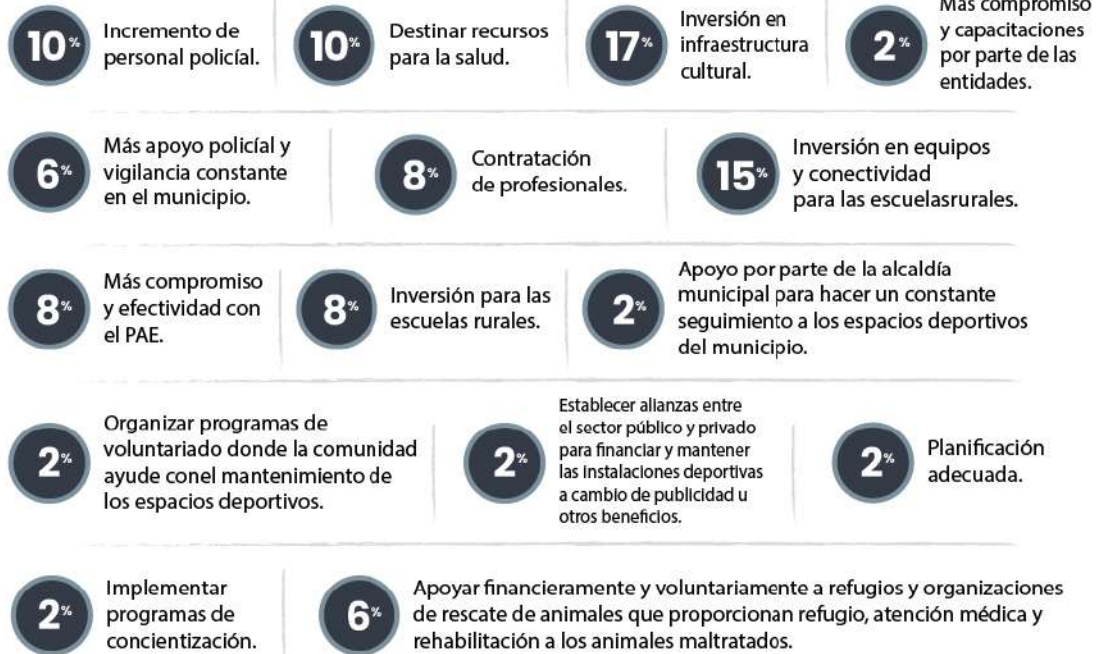 10%
Incremento de
personal policíal.
10%
Destinar recursos
para la salud.
17%
Inversión en
infraestructura
cultural.
2%
Más compromiso
y capacitaciones
por parte de las
entidades.
6%
Más apoyo policíal y
vigilancia constante
en el municipio.
8%
Contratación
de profesionales.
15%
Inversión en equipos
y conectividad
para las escuelasrurales.
8%
Más compromiso
y efectividad con
el PAE.
8%
Inversión para las
escuelas rurales.
2%
Apoyo por parte de la alcaldía
municipal para hacer un constante
seguimiento a los espacios deportivos
del municipio.
2%
Organizar programas de
voluntariado donde la comunidad
ayude conel mantenimiento de
los espacios deportivos.
2%
Establecer alianzas entre
el sector público y privado
para financiar y mantener
las instalaciones deportivas
a cambio de publicidad u
otros beneficios.
2%
Planificación
adecuada.
2%
Implementar
programas de
concientización.
6%
Apoyar financieramente y voluntariamente a refugios y organizaciones
de rescate de animales que proporcionan refugio, atención médica y
rehabilitación a los animales maltratados.